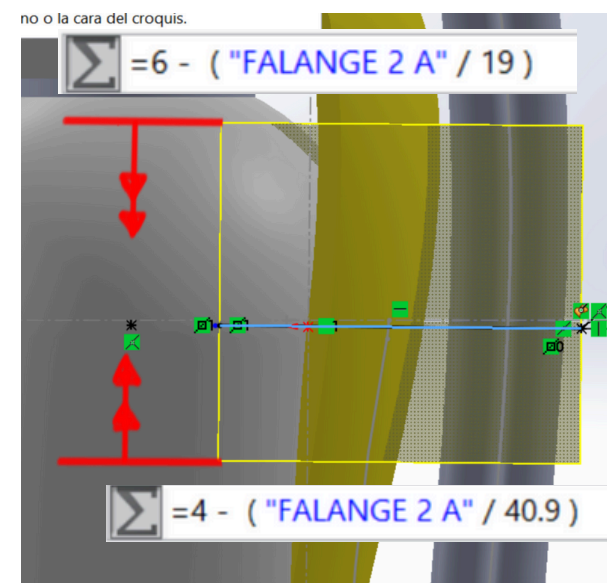 no o la cara del croquis.
=6 - ( "FALANGE 2 A" / 19 )
=4 - ( "FALANGE 2 A" / 40.9 )